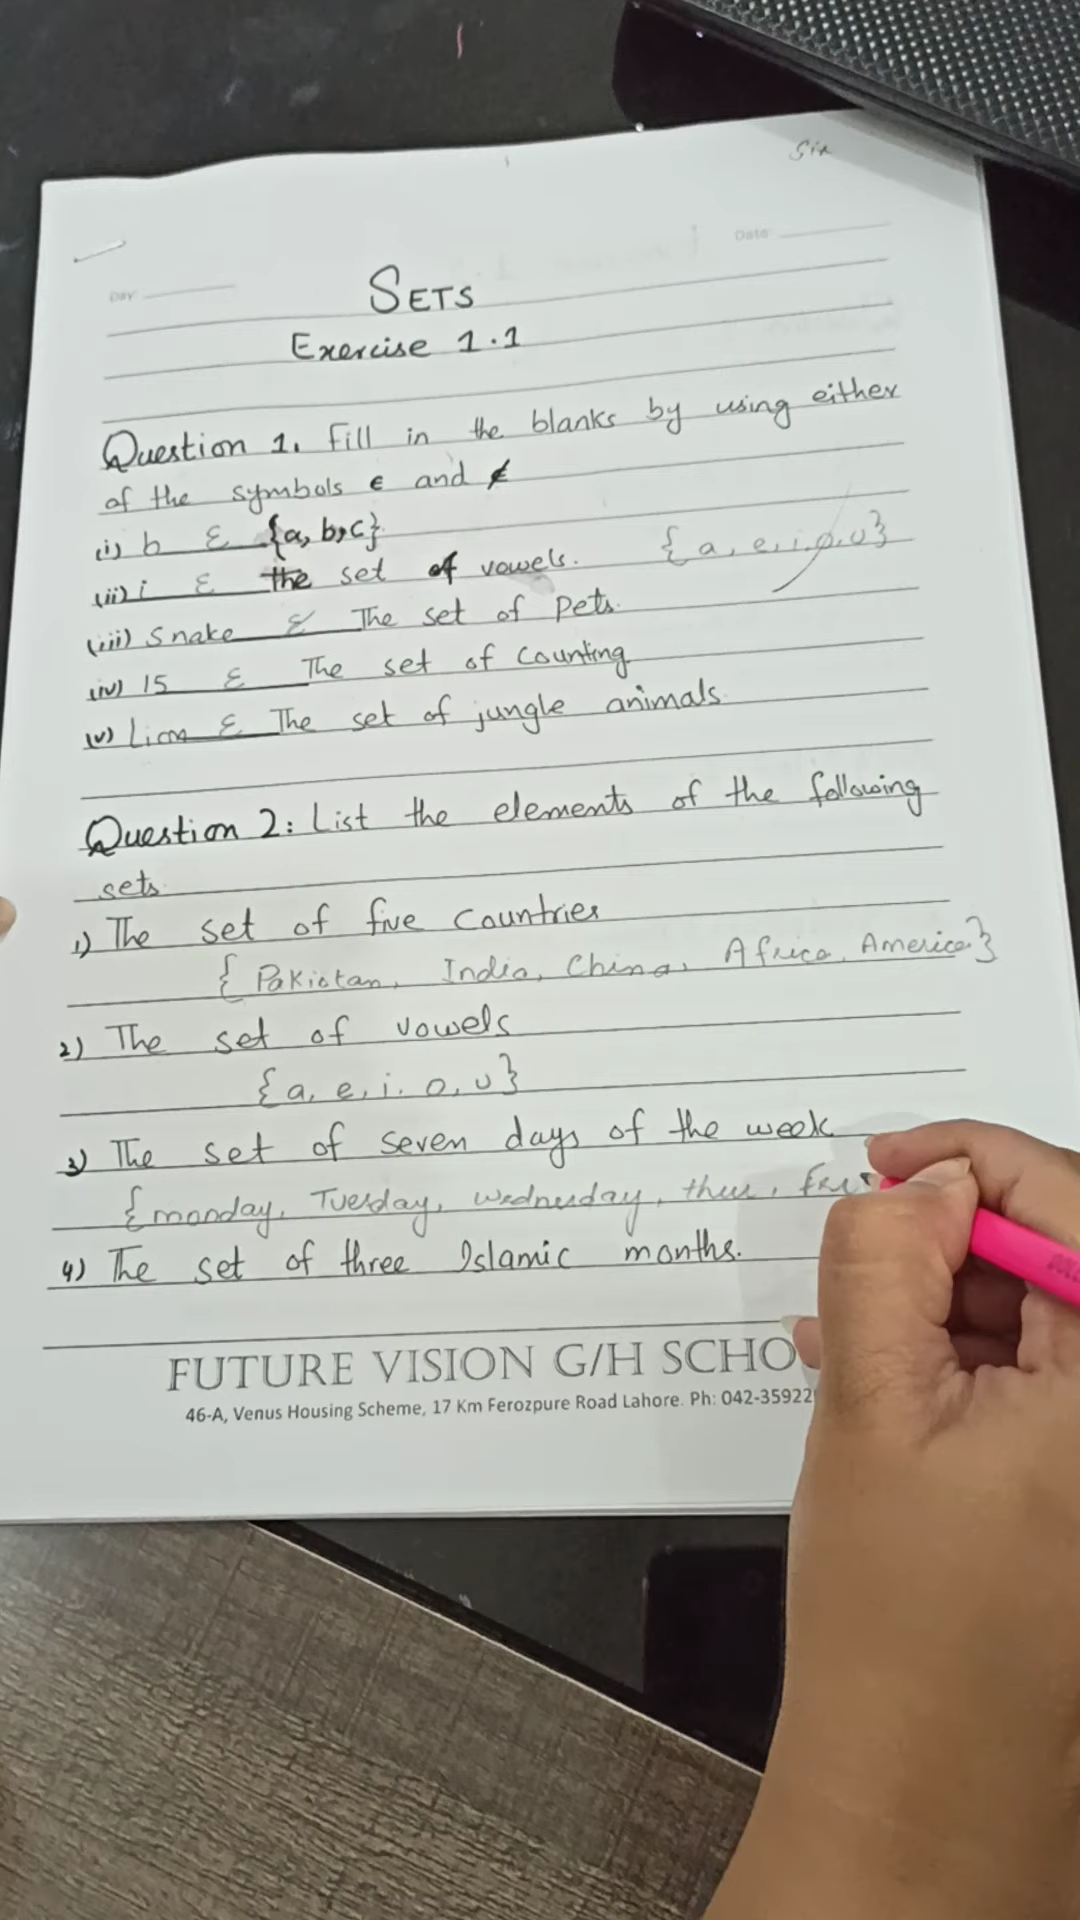 Sir
Day:
Date:
SETS
Exercise 1.1
Question 1. Fill in the blanks by using either
of the symbols ∈ and ∉
(i) b ∈ {a, b, c}
(ii) i ∈ the set of vowels. {a, e, i, o, u}
(iii) Snake ∉ The set of Pets.
(iv) 15 ∈ The set of counting
(v) Lion ∈ The set of jungle animals
Question 2: List the elements of the following
sets.
1) The set of five Countries
{Pakistan, India, China, Africa, America}
2) The set of vowels
{a, e, i, o, u}
3) The set of seven days of the week
{monday, Tuesday, wednesday, thur, Fri
4) The set of three Islamic months.
FUTURE VISION G/H SCHO
46-A, Venus Housing Scheme, 17 Km Ferozpure Road Lahore. Ph: 042-35922